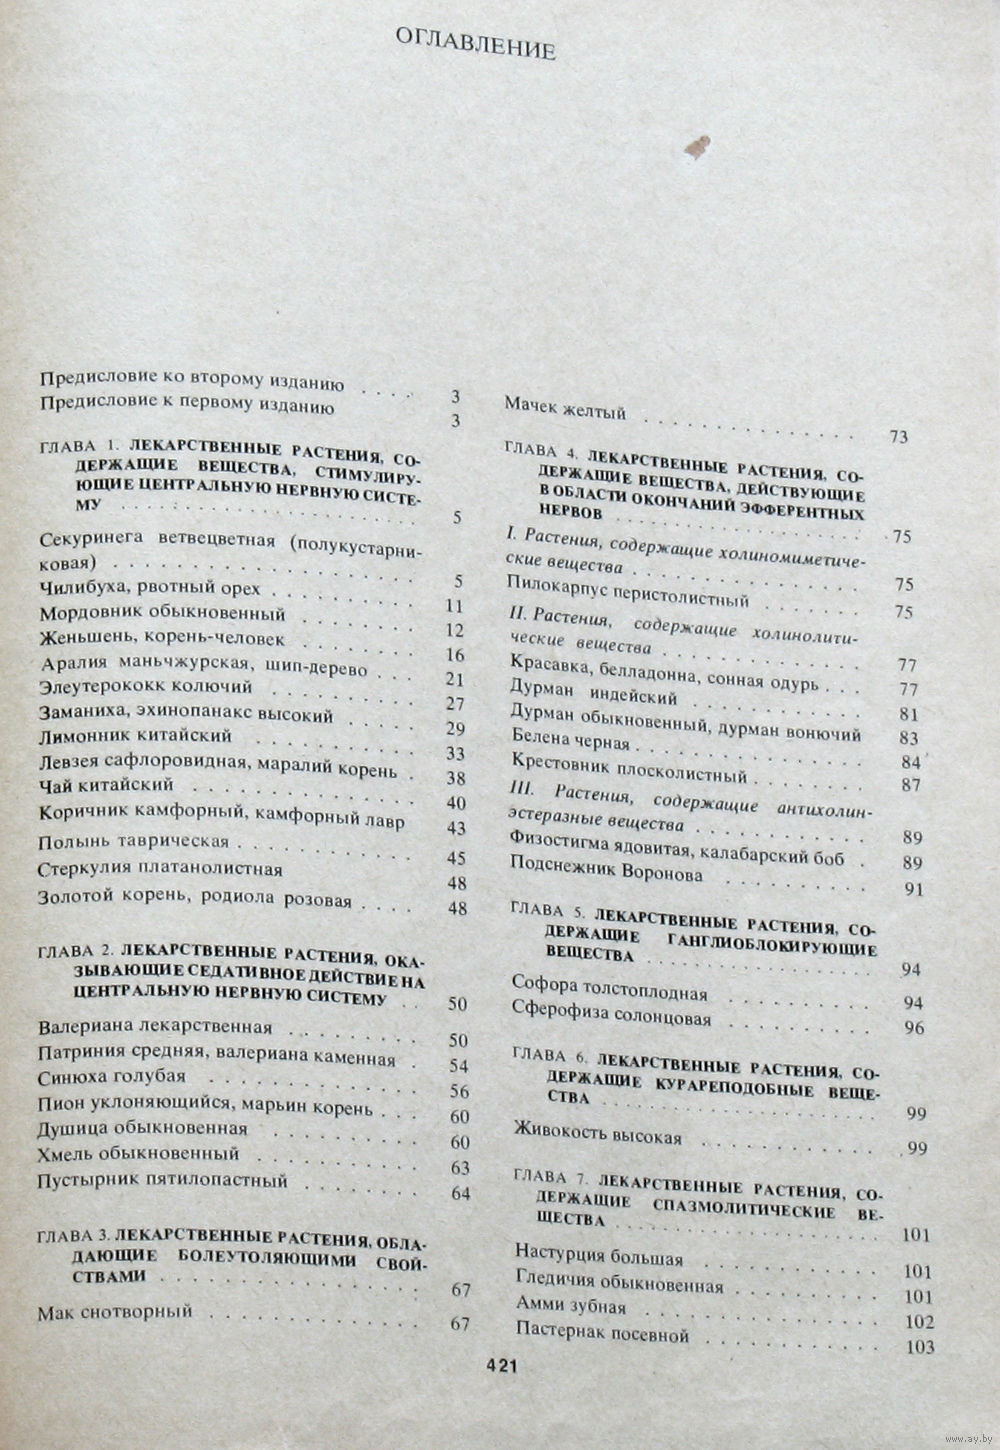 ОГЛАВЛЕНИЕ
Предисловие ко второму изданию . . . . 3
Предисловие к первому изданию 3
ГЛАВА 1. ЛЕКАРСТВЕННЫЕ РАСТЕНИЯ, СО-
ДЕРЖАЩИЕ ВЕЩЕСТВА, СТИМУЛИРУ-
ЮЩИЕ ЦЕНТРАЛЬНУЮ НЕРВНУЮ СИСТЕ-
МУ . . . . . . . . . . . . . . . . 5
Секуринега ветвецветная (полукустарни-
ковая) . . . . . . . . . . . . . 5
Чилибуха, рвотный орех . . . . . . . 11
Мордовник обыкновенный . . . . . . 12
Женьшень, корень-человек . . . . . . 16
Аралия маньчжурская, шип-дерево . . . 21
Элеутерококк колючий . . . . . . . 27
Заманиха, эхинопанакс высокий . . . . 29
Лимонник китайский . . . . . . . 33
Левзея сафлоровидная, маралий корень . 38
Чай китайский . . . . . . . . . . 40
Коричник камфорный, камфорный лавр 43
Полынь таврическая . . . . . . . . 45
Стеркулия платанолистная 48
Золотой корень, родиола розовая . . . . 48
ГЛАВА 2. ЛЕКАРСТВЕННЫЕ РАСТЕНИЯ, ОКА-
ЗЫВАЮЩИЕ СЕДАТИВНОЕ ДЕЙСТВИЕ НА
ЦЕНТРАЛЬНУЮ НЕРВНУЮ СИСТЕМУ . . 50
Валериана лекарственная . . . . . . . 50
Патриния средняя, валериана каменная . 54
Синюха голубая . . . . . . . . . . 56
Пион уклоняющийся, марьин корень . . . 60
Душица обыкновенная . . . . . . . 60
Хмель обыкновенный . . . . . . . . 63
Пустырник пятилопастный . . . . . . 64
ГЛАВА 3. ЛЕКАРСТВЕННЫЕ РАСТЕНИЯ, ОБЛА-
ДАЮЩИЕ БОЛЕУТОЛЯЮЩИМИ СВОЙ-
СТВАМИ . . . . . . . . . . . . . 67
Мак снотворный . . . . . . . . . . 67
Мачек желтый . . . . . . . . . . . 73
ГЛАВА 4. ЛЕКАРСТВЕННЫЕ РАСТЕНИЯ, СО-
ДЕРЖАЩИЕ ВЕЩЕСТВА, ДЕЙСТВУЮЩИЕ
В ОБЛАСТИ ОКОНЧАНИЙ ЭФФЕРЕНТНЫХ
НЕРВОВ . . . . . . . . . . . . . . 75
I. Растения, содержащие холиномиметиче-
ские вещества . . . . . . . . . . . 75
Пилокарпус перистолистный . . . . . . 75
II. Растения, содержащие холинолити-
ческие вещества . . . . . . . . . . 77
Красавка, белладонна, сонная одурь . . . 77
Дурман индейский . . . . . . . . . 81
Дурман обыкновенный, дурман вонючий 83
Белена черная . . . . . . . . . . . 84
Крестовник плосколистный . . . . . . 87
III. Растения, содержащие антихолин-
эстеразные вещества . . . . . . . . . 89
Физостигма ядовитая, калабарский боб . 89
Подснежник Воронова . . . . . . . . 91
ГЛАВА 5. ЛЕКАРСТВЕННЫЕ РАСТЕНИЯ, СО-
ДЕРЖАЩИЕ ГАНГЛИОБЛОКИРУЮЩИЕ
ВЕЩЕСТВА . . . . . . . . . . . . . 94
Софора толстоплодная . . . . . . . . 94
Сферофиза солонцовая . . . . . . . . 96
ГЛАВА 6. ЛЕКАРСТВЕННЫЕ РАСТЕНИЯ, СО-
ДЕРЖАЩИЕ КУРАРЕПОДОБНЫЕ ВЕЩЕ-
СТВА . . . . . . . . . . . . . . . 99
Живокость высокая . . . . . . . . . 99
ГЛАВА 7. ЛЕКАРСТВЕННЫЕ РАСТЕНИЯ, СО-
ДЕРЖАЩИЕ СПАЗМОЛИТИЧЕСКИЕ ВЕ-
ЩЕСТВА . . . . . . . . . . . . . . 101
Настурция большая . . . . . . . . . 101
Гледичия обыкновенная . . . . . . . . 101
Амми зубная . . . . . . . . . . . . 102
Пастернак посевной . . . . . . . . . 103
421
www.ay.by